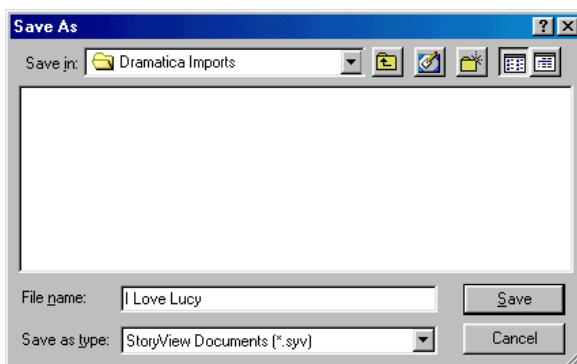 Save As
Save in: Dramatica Imports
File name: I Love Lucy Save
Save as type: StoryView Documents (*.syv) Cancel